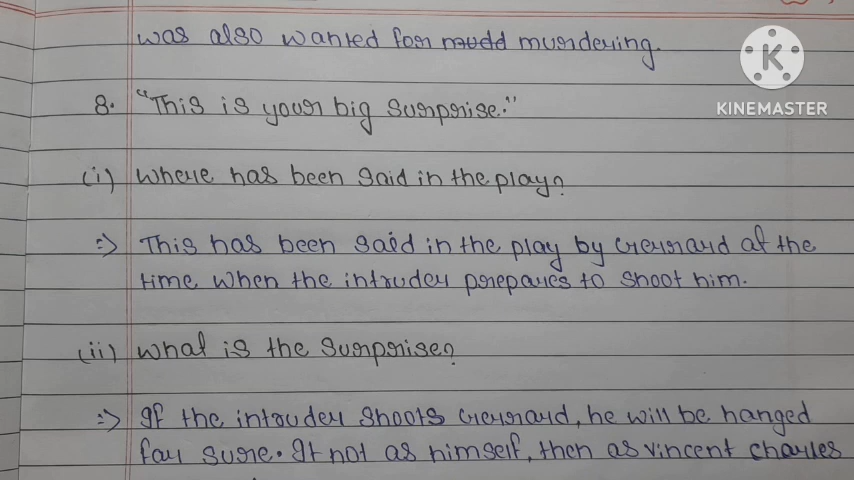 was also wanted for mudd murdering.
KINEMASTER
8. "This is your big surprise."
(i) Where has been said in the play?
=> This has been said in the play by Gerrard at the
time when the intruder prepares to shoot him.
(ii) What is the surprise?
=> If the intruder shoots Gerrard, he will be hanged
for sure. If not as himself, then as vincent charles